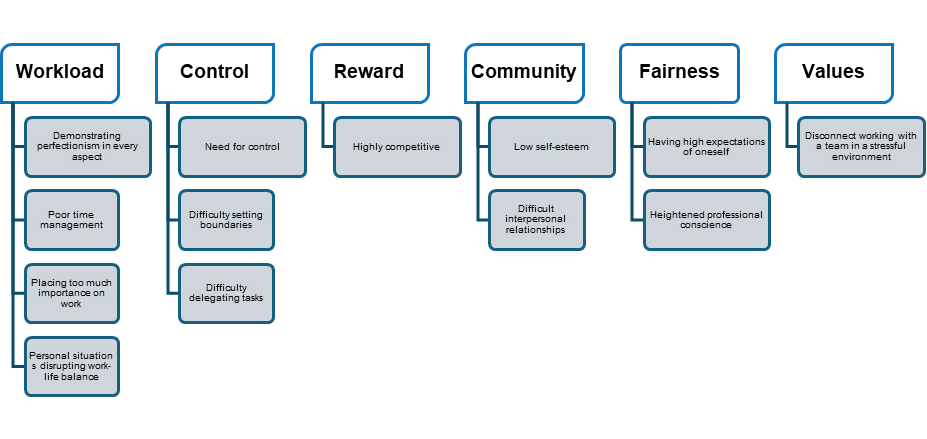 Workload
Demonstrating
perfectionism in every
aspect
Poor time
management
Placing too much
importance on
work
Personal situation
s disrupting work-
life balance
Control
Need for control
Difficulty setting
boundaries
Difficulty
delegating tasks
Reward
Highly competitive
Community
Low self-esteem
Difficult
interpersonal
relationships
Fairness
Having high expectations
of oneself
Heightened professional
conscience
Values
Disconnect working with
a team in a stressful
environment